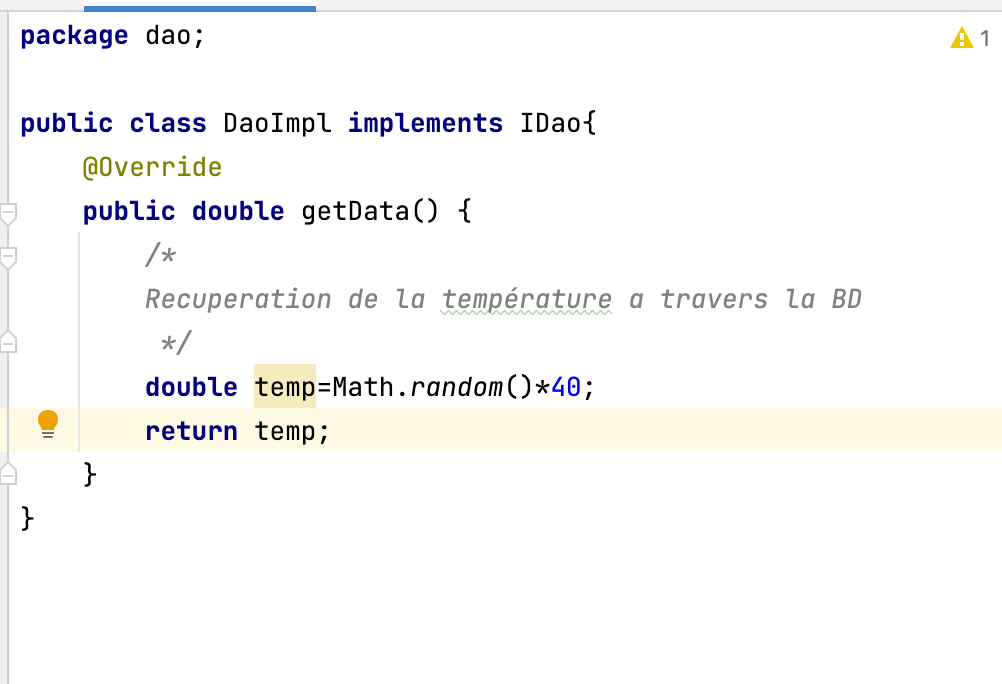 package dao;
1
public class DaoImpl implements IDao{
@Override
public double getData() {
/*
Recuperation de la température a travers la BD
*/
double temp=Math.random()*40;
return temp;
}
}